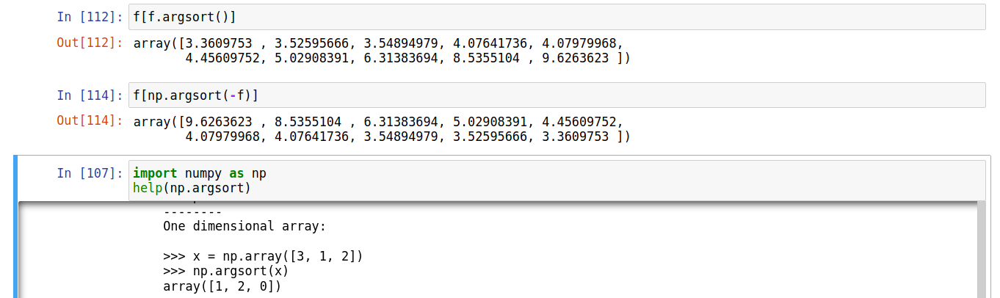 In [112]: f[f.argsort()]
Out[112]: array([3.3609753 , 3.52595666, 3.54894979, 4.07641736, 4.07979968,
       4.45609752, 5.02908391, 6.31383694, 8.5355104 , 9.6263623 ])
In [114]: f[np.argsort(-f)]
Out[114]: array([9.6263623 , 8.5355104 , 6.31383694, 5.02908391, 4.45609752,
       4.07979968, 4.07641736, 3.54894979, 3.52595666, 3.3609753 ])
In [107]: import numpy as np
help(np.argsort)
--------
One dimensional array:
>>> x = np.array([3, 1, 2])
>>> np.argsort(x)
array([1, 2, 0])